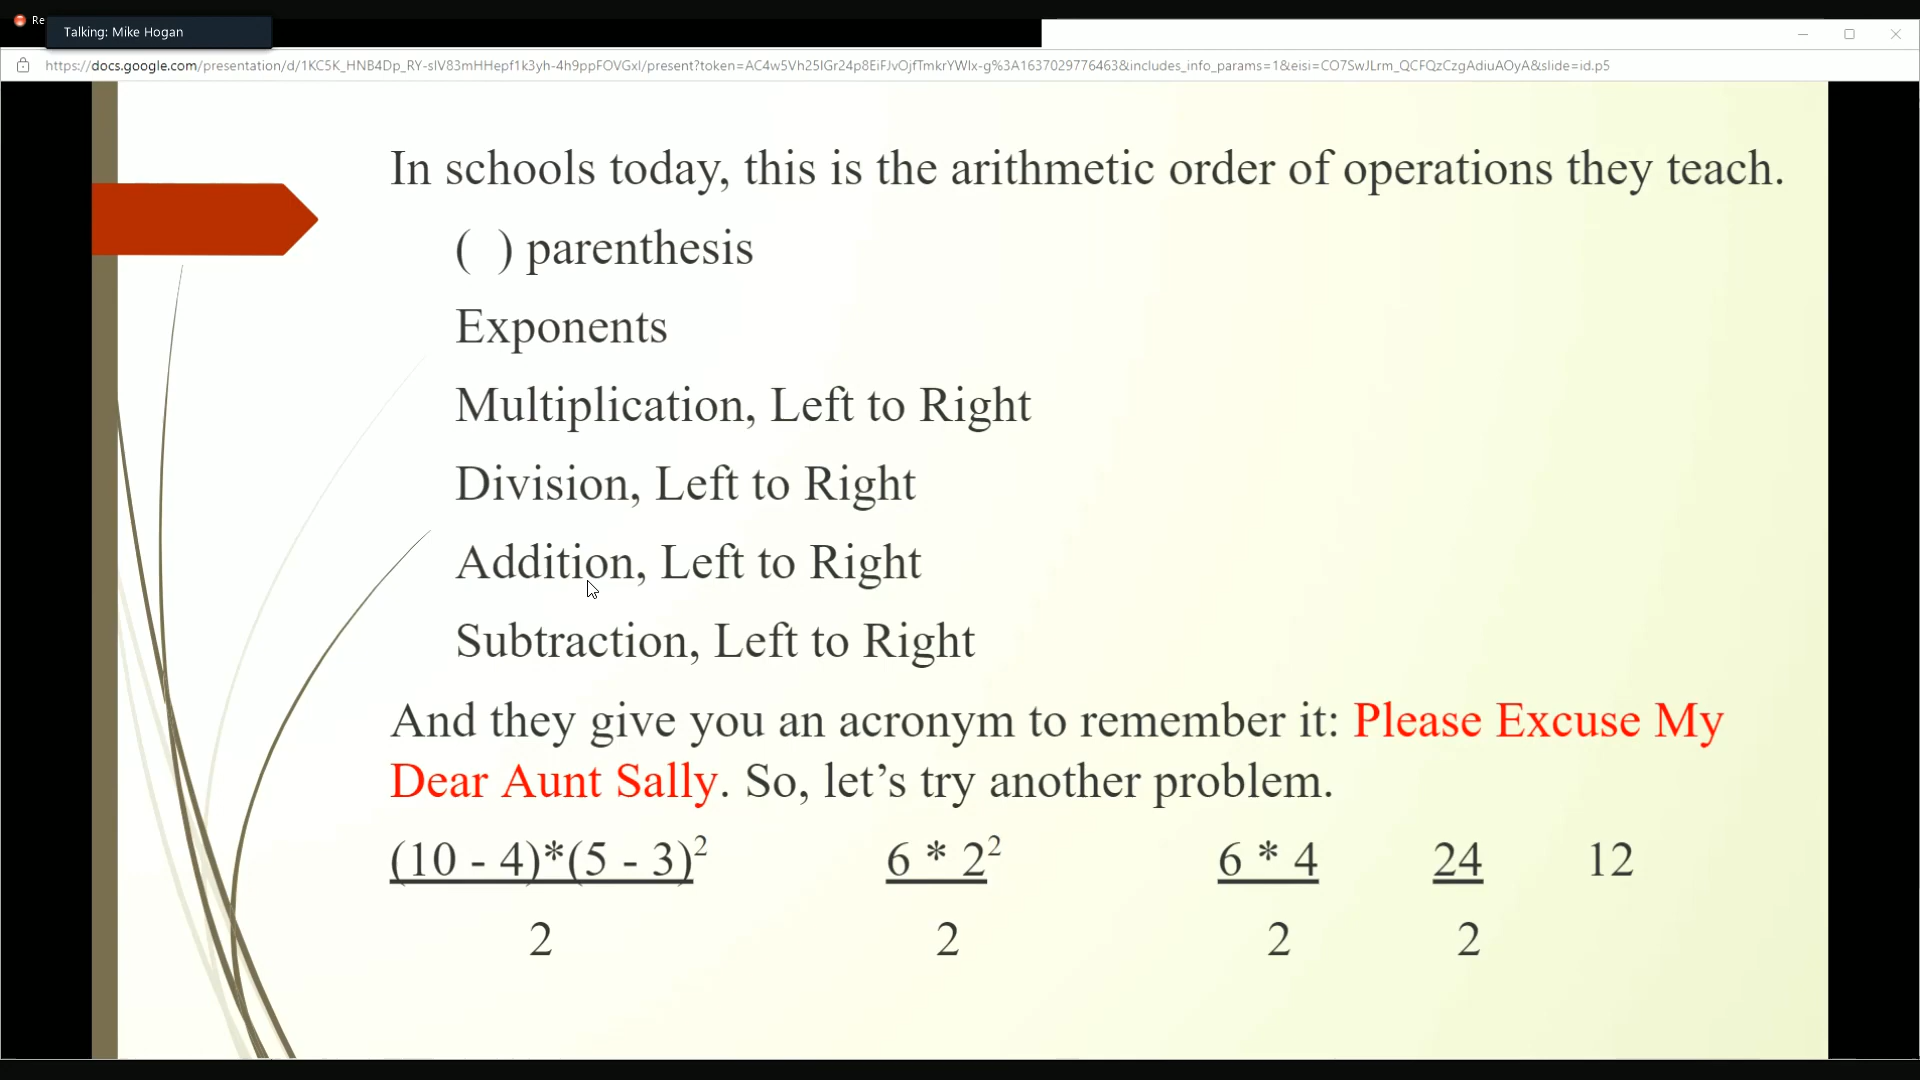 Re
Talking: Mike Hogan
https://docs.google.com/presentation/d/1KC5K_HNB4Dp_RY-sIV83mHHepf1k3yh-4h9ppFOVGxI/present?token=AC4w5Vh25IGr24p8EiFJvOjfTmkrYWIx-g%3A1637029776463&includes_info_params=1&eisi=CO7SwJLrm_QCFQzCzgAdiuAOyA&slide=id.p5
In schools today, this is the arithmetic order of operations they teach.
( ) parenthesis
Exponents
Multiplication, Left to Right
Division, Left to Right
Addition, Left to Right
Subtraction, Left to Right
And they give you an acronym to remember it: Please Excuse My
Dear Aunt Sally. So, let’s try another problem.
(10 - 4)*(5 - 3)² 6 * 2² 6 * 4 24 12
2 2 2 2